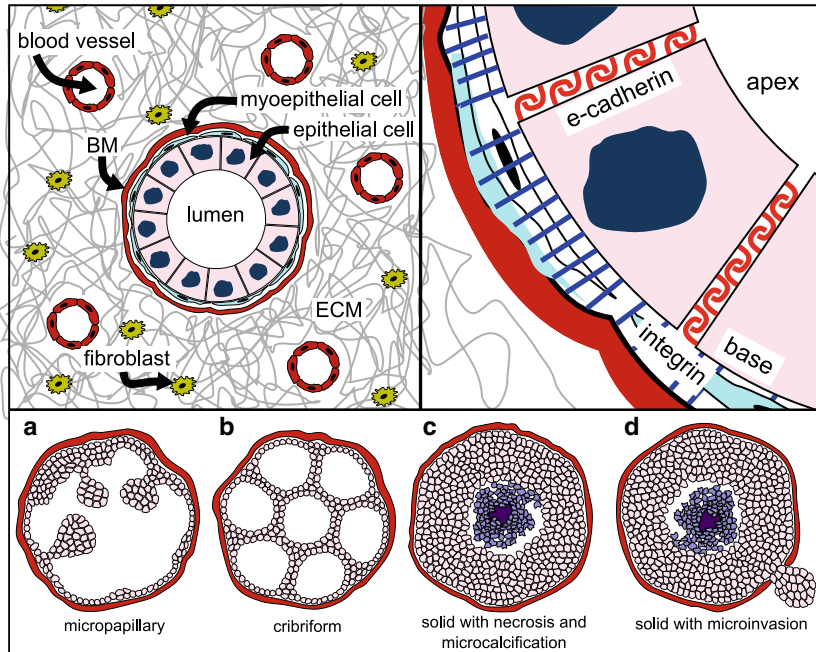 blood vessel
myoepithelial cell
epithelial cell
BM
lumen
ECM
fibroblast
e-cadherin
apex
integrin
base
a
b
c
d
micropapillary
cribriform
solid with necrosis and
microcalcification
solid with microinvasion